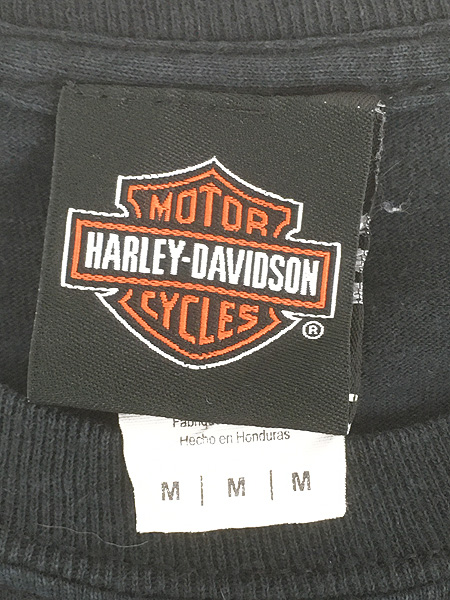 MOTOR
HARLEY-DAVIDSON
CYCLES
®
Hecho en Honduras
M | M | M